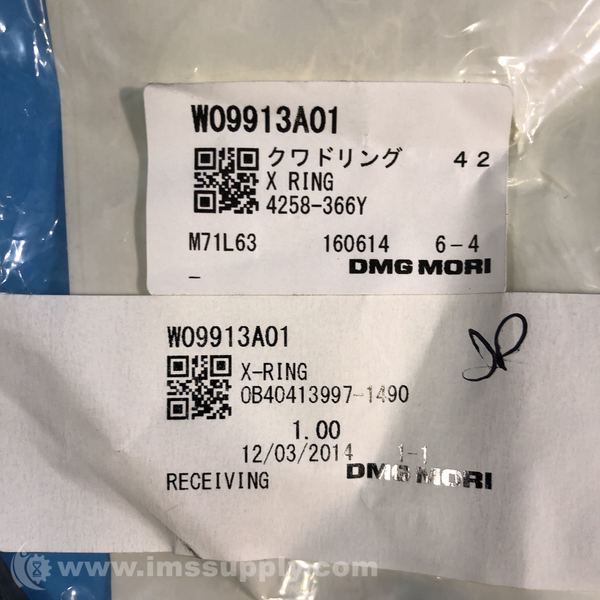 W09913A01
クワドリング 42
X RING
4258-366Y
M71L63 160614 6-4
–
DMG MORI
W09913A01
X-RING
0B40413997-1490
1.00
12/03/2014 1-1
RECEIVING DMG MORI
www.imssupply.com